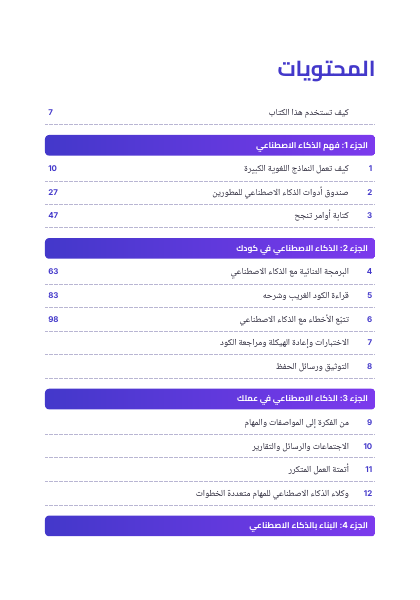 المحتويات
كيف تستخدم هذا الكتاب 7
الجزء 1: فهم الذكاء الاصطناعي
1 كيف تعمل النماذج اللغوية الكبيرة 10
2 صندوق أدوات الذكاء الاصطناعي للمطورين 27
3 كتابة أوامر تنجح 47
الجزء 2: الذكاء الاصطناعي في كودك
4 البرمجة الثنائية مع الذكاء الاصطناعي 63
5 قراءة الكود الغريب وشرحه 83
6 تتبّع الأخطاء مع الذكاء الاصطناعي 98
7 الاختبارات وإعادة الهيكلة ومراجعة الكود
8 التوثيق ورسائل الحفظ
الجزء 3: الذكاء الاصطناعي في عملك
9 من الفكرة إلى المواصفات والمهام
10 الاجتماعات والرسائل والتقارير
11 أتمتة العمل المتكرر
12 وكلاء الذكاء الاصطناعي للمهام متعددة الخطوات
الجزء 4: البناء بالذكاء الاصطناعي